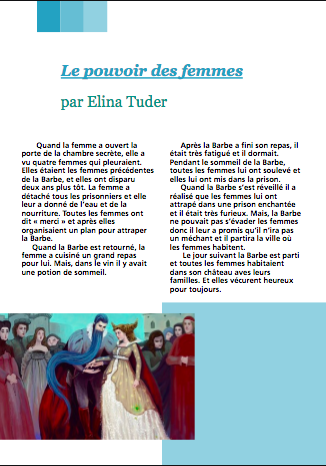 Le pouvoir des femmes
par Elina Tuder
Quand la femme a ouvert la
porte de la chambre secrète, elle a
vu quatre femmes qui pleuraient.
Elles étaient les femmes précédentes
de la Barbe, et elles ont disparu
deux ans plus tôt. La femme a
détaché tous les prisonniers et elle
leur a donné de l'eau et de la
nourriture. Toutes les femmes ont
dit « merci » et après elles
organisaient un plan pour attraper
la Barbe.
Quand la Barbe est retourné, la
femme a cuisiné un grand repas
pour lui. Mais, dans le vin il y avait
une potion de sommeil.
Après la Barbe a fini son repas, il
était très fatigué et il dormait.
Pendant le sommeil de la Barbe,
toutes les femmes lui ont soulevé et
elles lui ont mis dans la prison.
Quand la Barbe s'est réveillé il a
réalisé que les femmes lui ont
attrapé dans une prison enchantée
et il était très furieux. Mais, la Barbe
ne pouvait pas s'évader les femmes
donc il leur a promis qu'il n'ira pas
un méchant et il partira la ville où
les femmes habitent.
Le jour suivant la Barbe est parti
et toutes les femmes habitaient
dans son château aves leurs
familles. Et elles vécurent heureux
pour toujours.